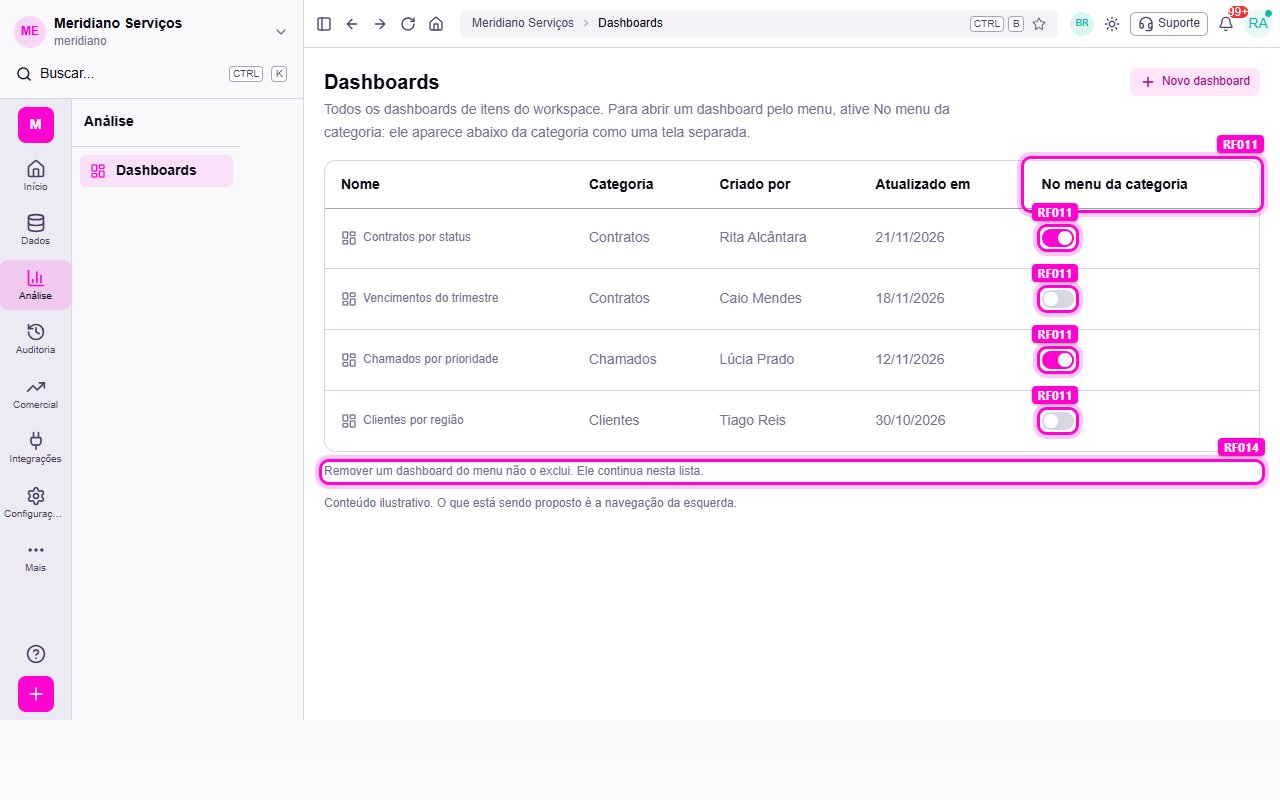 ME
Meridiano Serviços
meridiano
Buscar...
CTRL K
M
Início
Dados
Análise
Auditoria
Comercial
Integrações
Configuraç...
Mais
Análise
Dashboards
Meridiano Serviços > Dashboards
CTRL B
BR
Suporte
99+
RA
Dashboards
Novo dashboard
Todos os dashboards de itens do workspace. Para abrir um dashboard pelo menu, ative No menu da
categoria: ele aparece abaixo da categoria como uma tela separada.
RF011
Nome Categoria Criado por Atualizado em No menu da categoria
RF011
Contratos por status Contratos Rita Alcântara 21/11/2026
RF011
Vencimentos do trimestre Contratos Caio Mendes 18/11/2026
RF011
Chamados por prioridade Chamados Lúcia Prado 12/11/2026
RF011
Clientes por região Clientes Tiago Reis 30/10/2026
RF014
Remover um dashboard do menu não o exclui. Ele continua nesta lista.
Conteúdo ilustrativo. O que está sendo proposto é a navegação da esquerda.